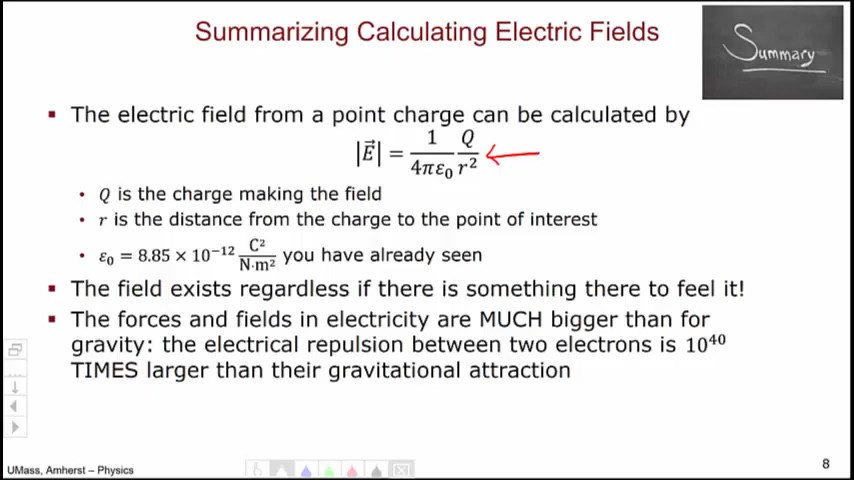 Summarizing Calculating Electric Fields
Summary
▪ The electric field from a point charge can be calculated by
|E⃗| = 1/(4πε₀) Q/r²
• Q is the charge making the field
• r is the distance from the charge to the point of interest
• ε₀ = 8.85 × 10⁻¹² C²/(N·m²) you have already seen
▪ The field exists regardless if there is something there to feel it!
▪ The forces and fields in electricity are MUCH bigger than for
gravity: the electrical repulsion between two electrons is 10⁴⁰
TIMES larger than their gravitational attraction
UMass, Amherst – Physics
8